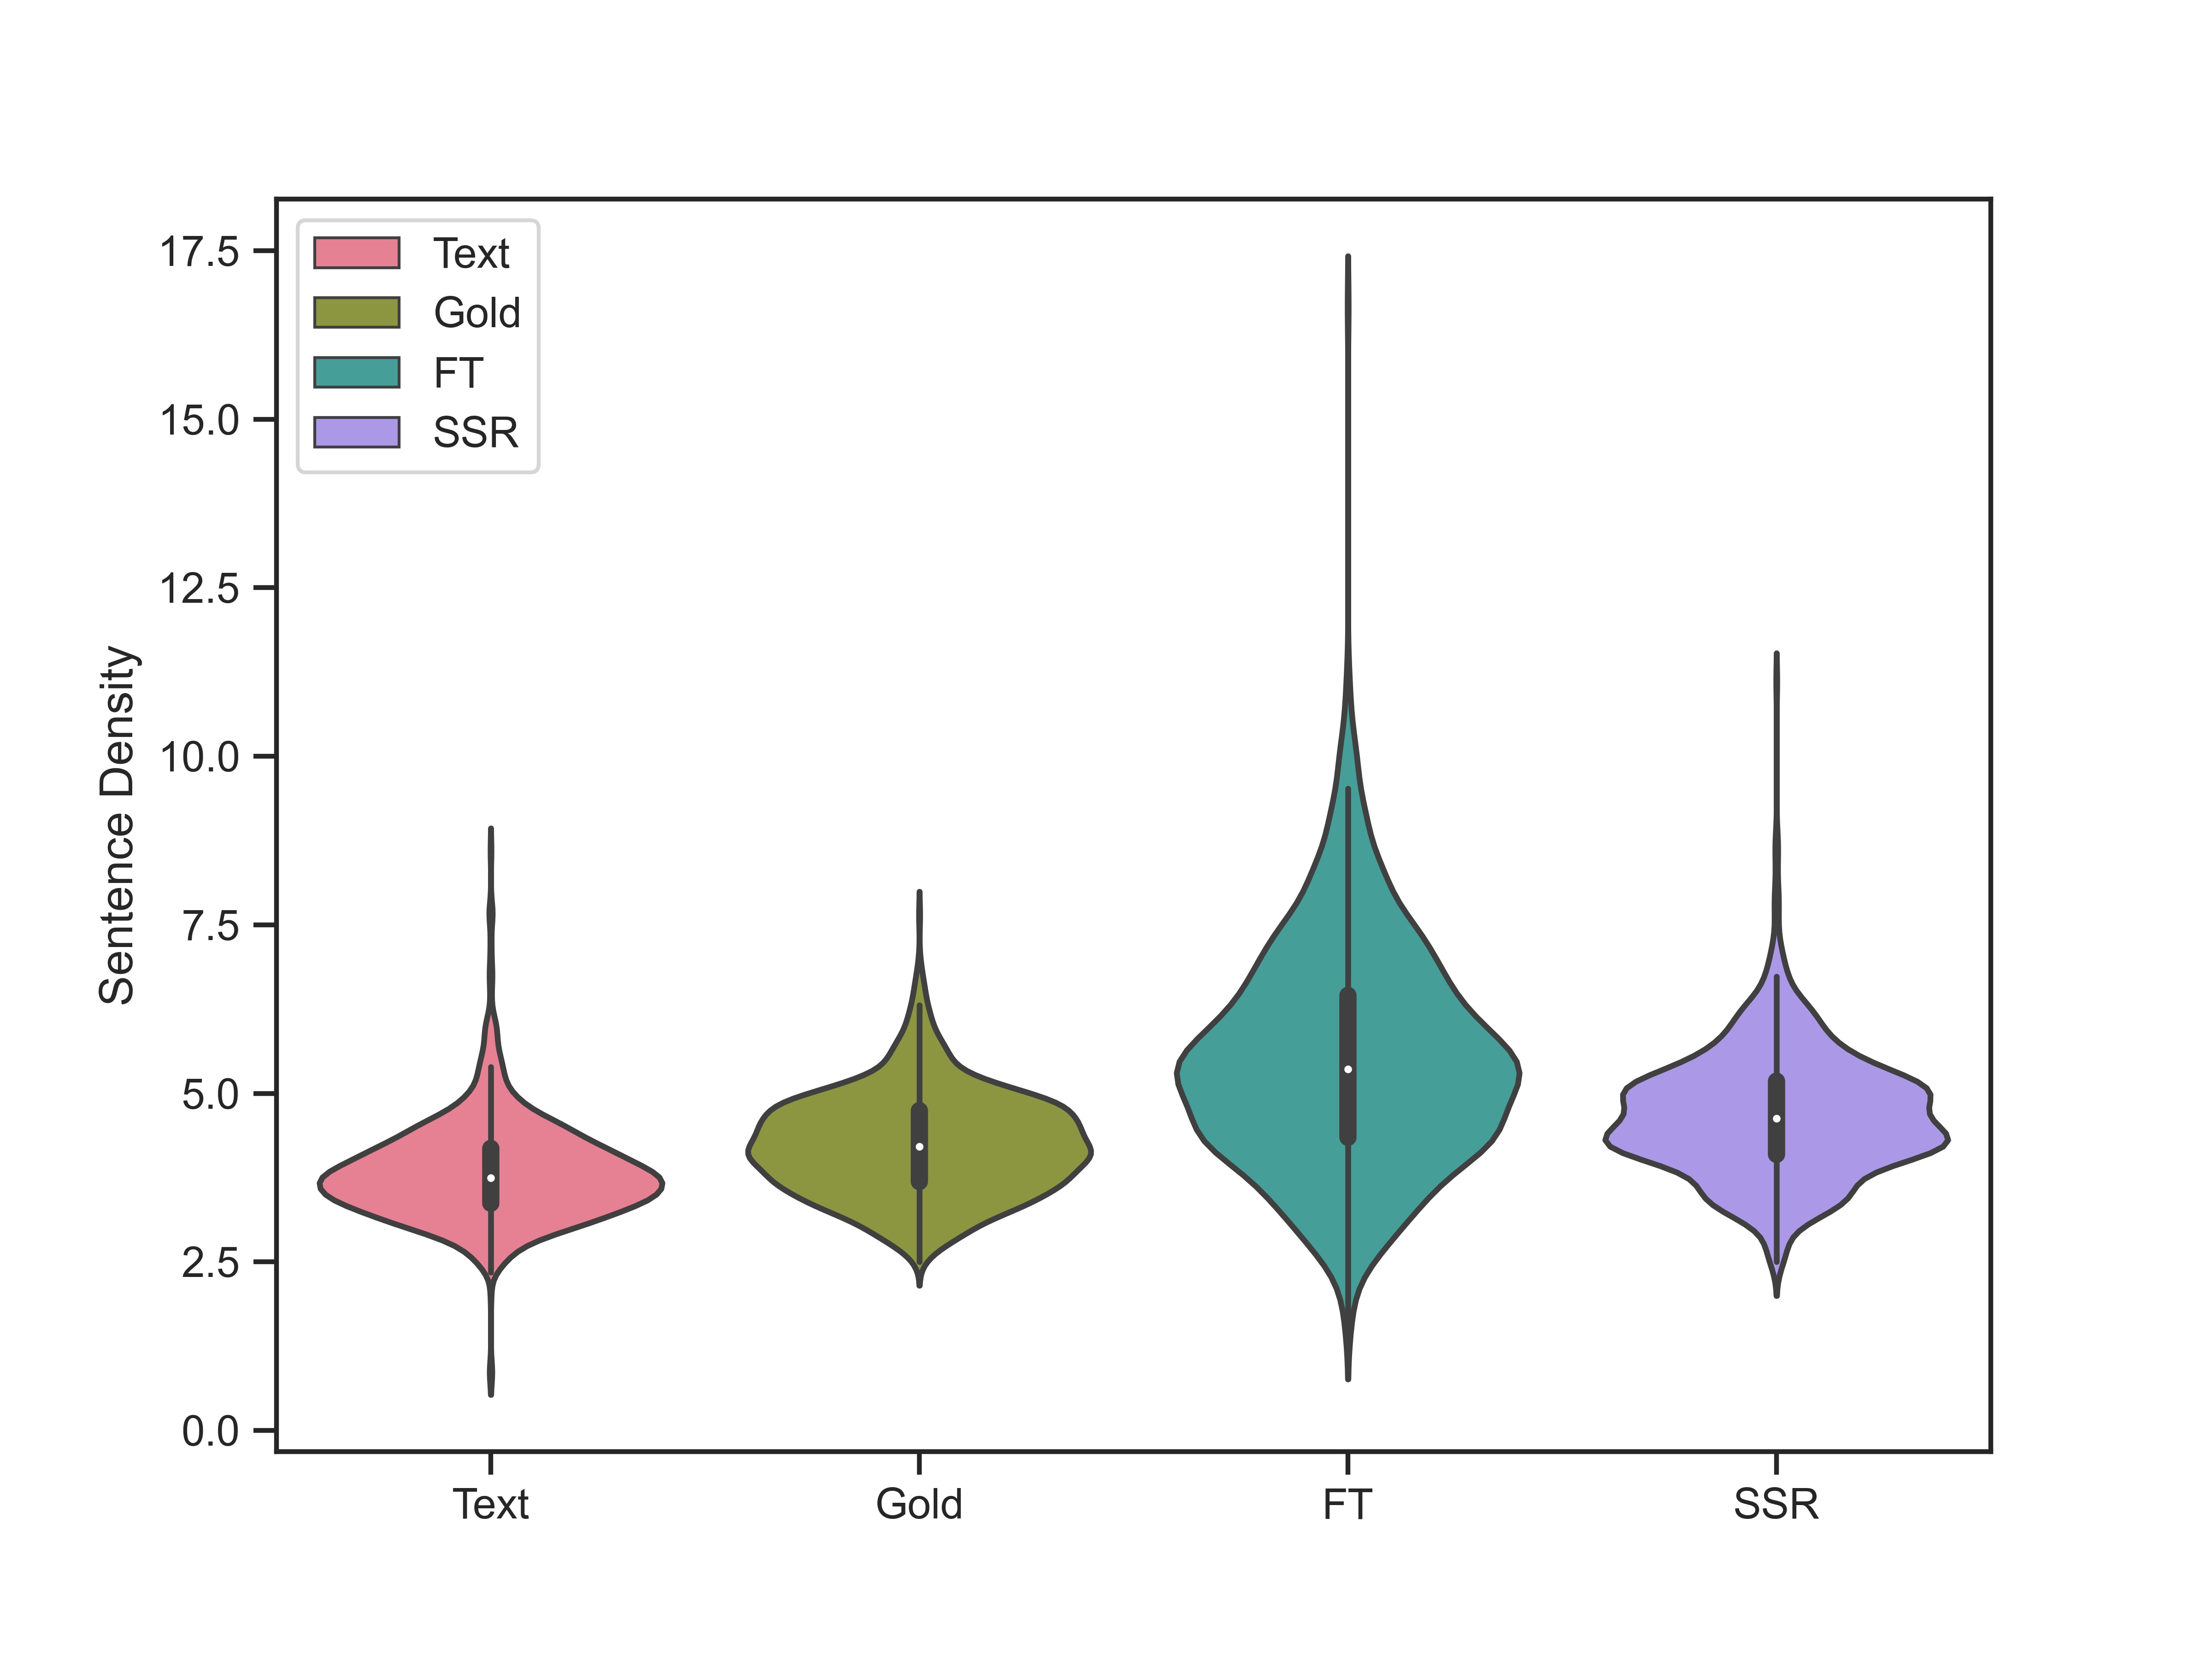 Text
Gold
FT
SSR
17.5
15.0
12.5
10.0
7.5
5.0
2.5
0.0
Sentence Density
Text
Gold
FT
SSR